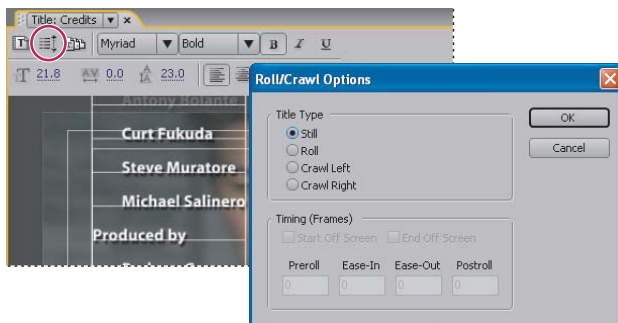 Title: Credits
T Myriad Bold B I U
T 21.8 AV 0.0 A 23.0
Antony Bolante
Curt Fukuda
Steve Muratore
Michael Salinero
Produced by
Roll/Crawl Options
Title Type
Still
Roll
Crawl Left
Crawl Right
OK
Cancel
Timing (Frames)
Start Off Screen End Off Screen
Preroll Ease-In Ease-Out Postroll
0 0 0 0